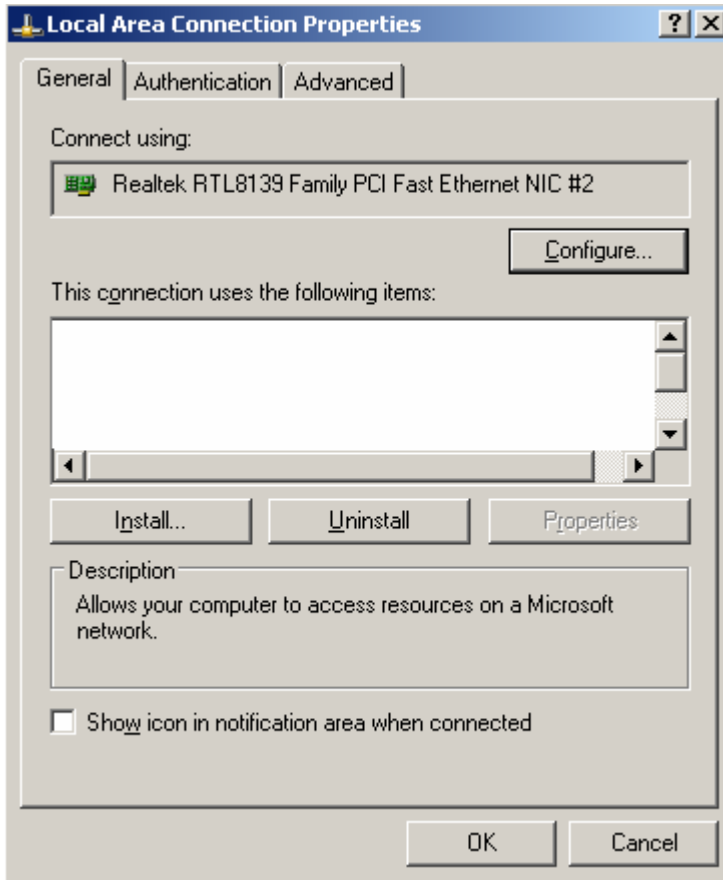 Local Area Connection Properties
General Authentication Advanced
Connect using:
Realtek RTL8139 Family PCI Fast Ethernet NIC #2
Configure...
This connection uses the following items:
Install... Uninstall Properties
Description
Allows your computer to access resources on a Microsoft
network.
Show icon in notification area when connected
OK Cancel